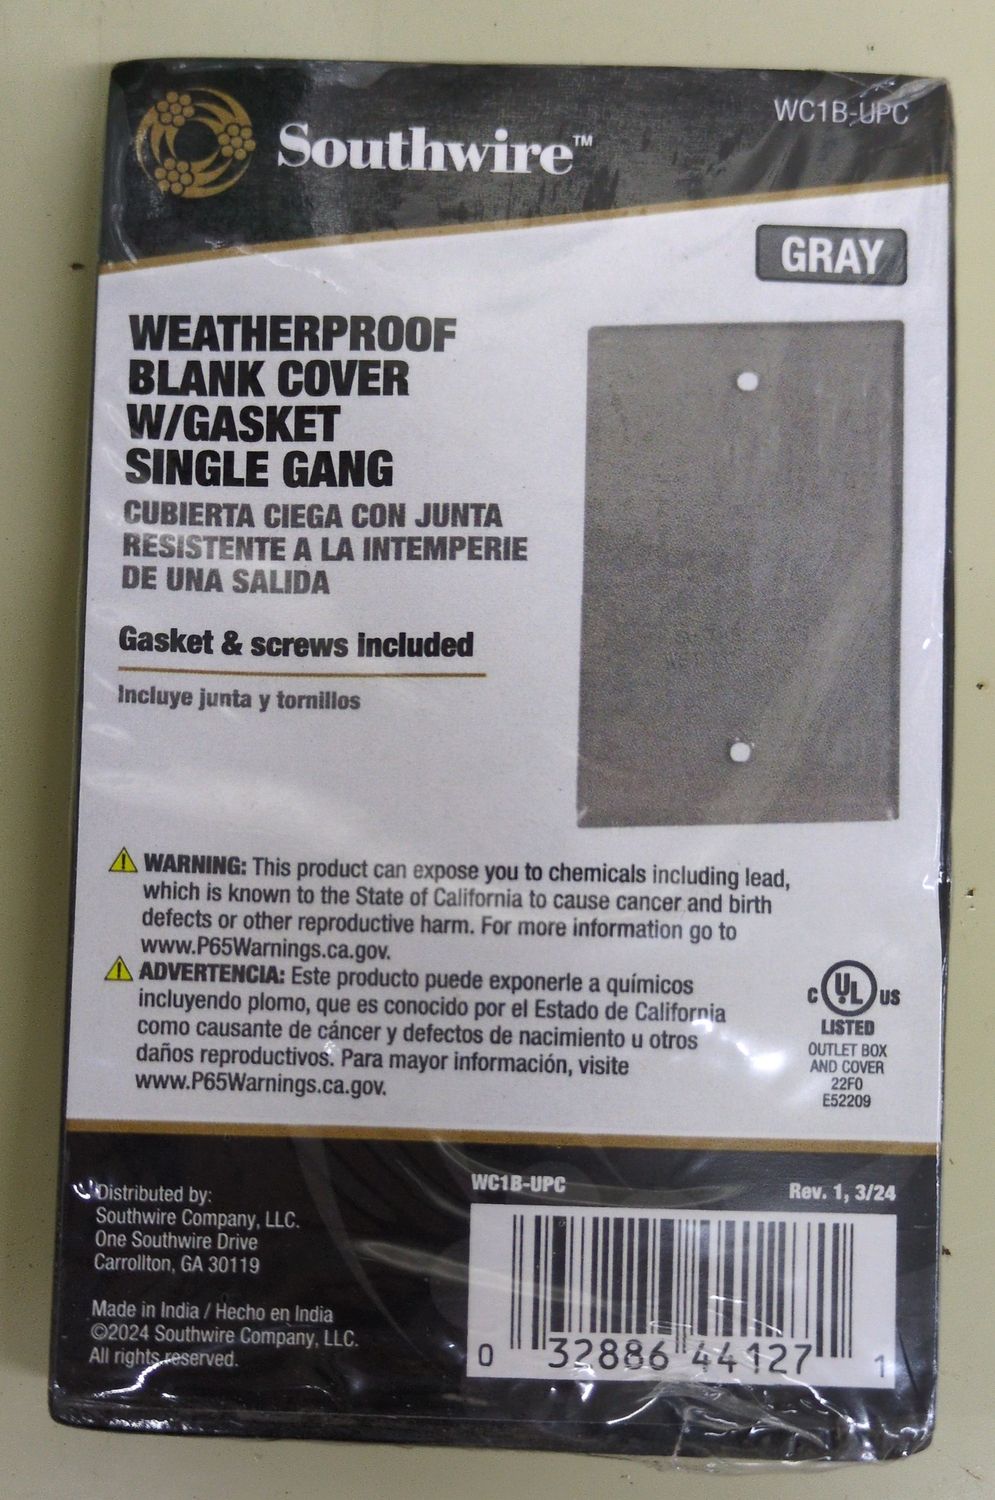 Southwire™
WC1B-UPC
GRAY
WEATHERPROOF
BLANK COVER
W/GASKET
SINGLE GANG
CUBIERTA CIEGA CON JUNTA
RESISTENTE A LA INTEMPERIE
DE UNA SALIDA
Gasket & screws included
Incluye junta y tornillos
WARNING: This product can expose you to chemicals including lead,
which is known to the State of California to cause cancer and birth
defects or other reproductive harm. For more information go to
www.P65Warnings.ca.gov.
ADVERTENCIA: Este producto puede exponerle a químicos
incluyendo plomo, que es conocido por el Estado de California
como causante de cáncer y defectos de nacimiento u otros
daños reproductivos. Para mayor información, visite
www.P65Warnings.ca.gov.
C UL US
LISTED
OUTLET BOX
AND COVER
22F0
E52209
Distributed by:
Southwire Company, LLC.
One Southwire Drive
Carrollton, GA 30119
Made in India / Hecho en India
©2024 Southwire Company, LLC.
All rights reserved.
WC1B-UPC
Rev. 1, 3/24
0 32886 44127 1